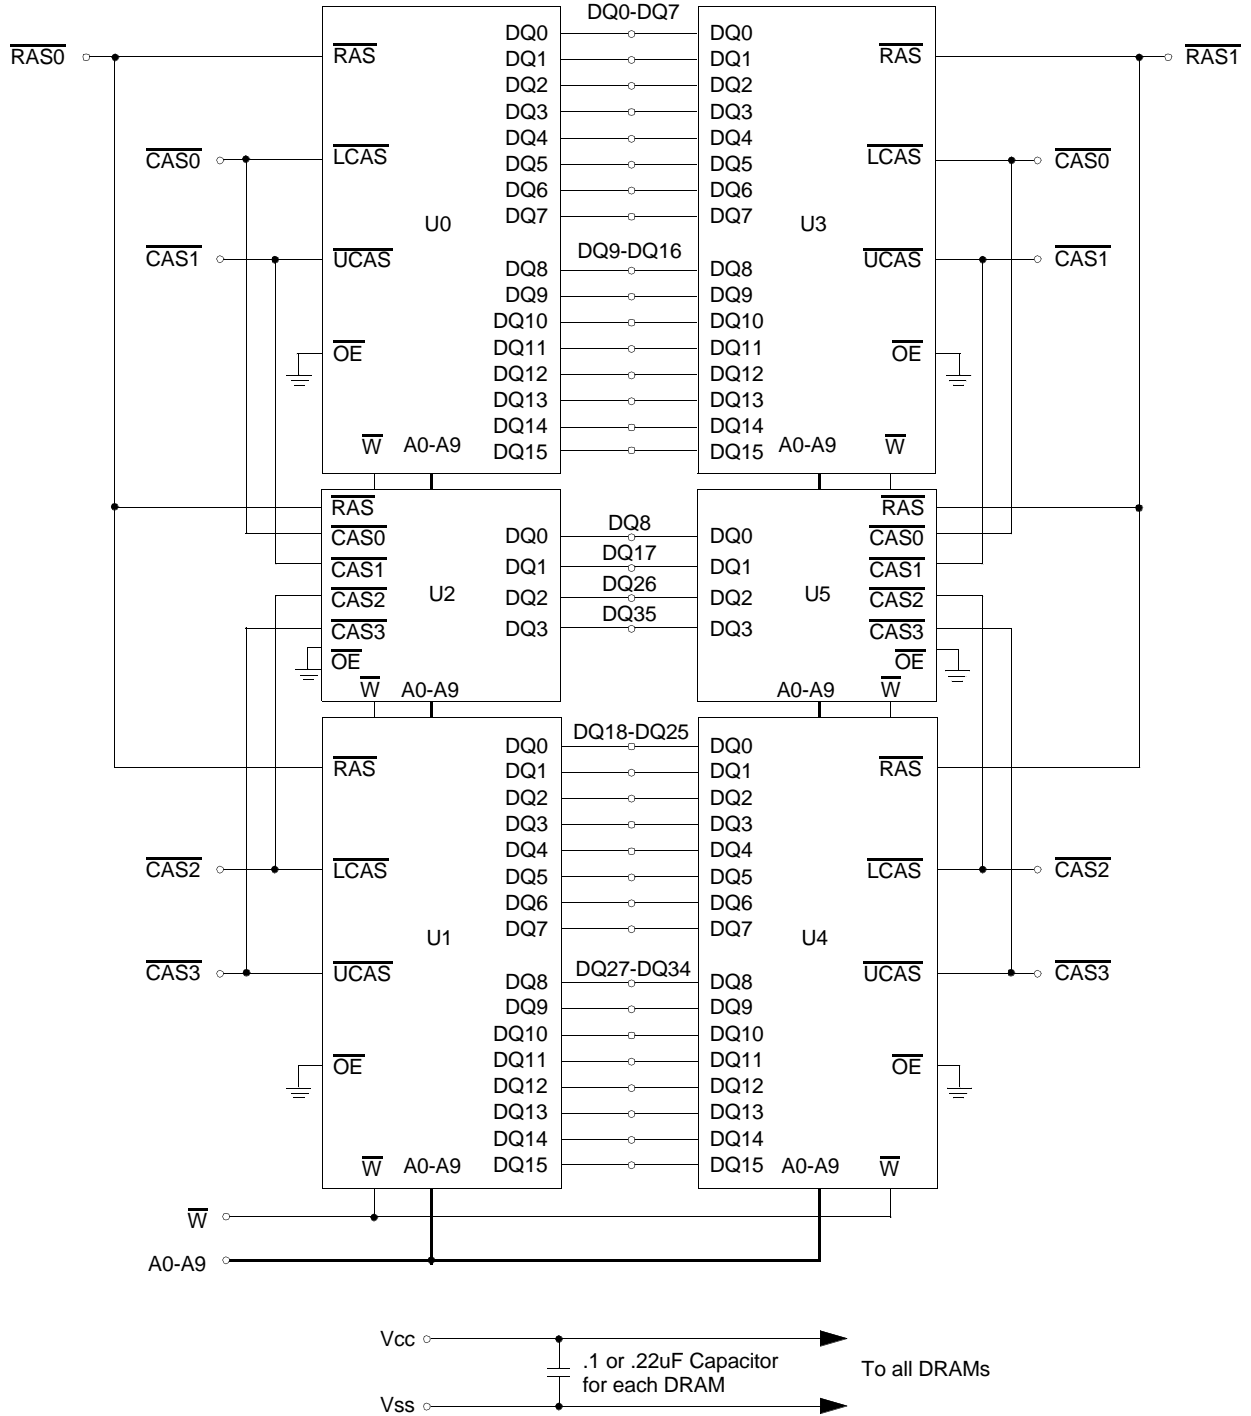 DQ0-DQ7
RAS0 RAS DQ0 DQ0 RAS RAS1
DQ1 DQ1
DQ2 DQ2
DQ3 DQ3
DQ4 DQ4
CAS0 LCAS DQ5 DQ5 LCAS CAS0
DQ6 DQ6
DQ7 DQ7
U0 U3
CAS1 UCAS DQ9-DQ16 UCAS CAS1
DQ8 DQ8
DQ9 DQ9
DQ10 DQ10
OE DQ11 DQ11 OE
DQ12 DQ12
DQ13 DQ13
DQ14 DQ14
W A0-A9 DQ15 DQ15 A0-A9 W
RAS RAS
CAS0 DQ0 DQ8 DQ0 CAS0
CAS1 DQ1 DQ17 DQ1 CAS1
CAS2 U2 DQ2 DQ26 DQ2 U5 CAS2
CAS3 DQ3 DQ35 DQ3 CAS3
OE OE
W A0-A9 A0-A9 W
DQ18-DQ25
DQ0 DQ0
RAS DQ1 DQ1 RAS
DQ2 DQ2
DQ3 DQ3
DQ4 DQ4
CAS2 LCAS DQ5 DQ5 LCAS CAS2
DQ6 DQ6
DQ7 DQ7
U1 U4
CAS3 UCAS DQ27-DQ34 UCAS CAS3
DQ8 DQ8
DQ9 DQ9
DQ10 DQ10
OE DQ11 DQ11 OE
DQ12 DQ12
DQ13 DQ13
DQ14 DQ14
W A0-A9 DQ15 DQ15 A0-A9 W
W
A0-A9
Vcc
.1 or .22uF Capacitor
for each DRAM
To all DRAMs
Vss